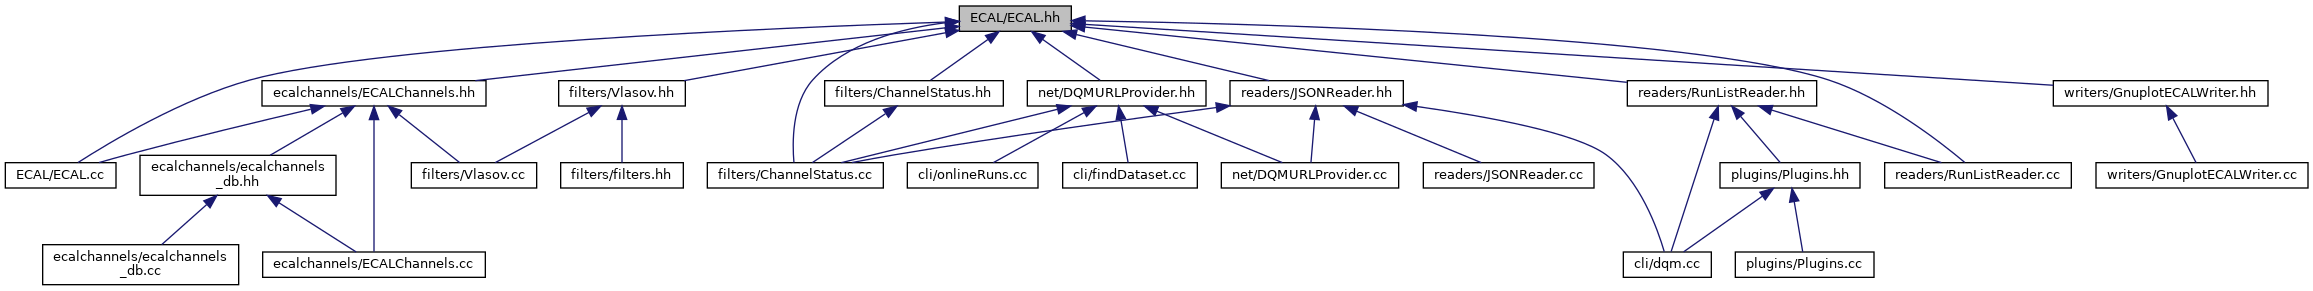 ECAL/ECAL.hh
ecalchannels/ECALChannels.hh
filters/Vlasov.hh
filters/ChannelStatus.hh
net/DQMURLProvider.hh
readers/JSONReader.hh
readers/RunListReader.hh
writers/GnuplotECALWriter.hh
ECAL/ECAL.cc
ecalchannels/ecalchannels
_db.hh
filters/Vlasov.cc
filters/filters.hh
filters/ChannelStatus.cc
cli/onlineRuns.cc
cli/findDataset.cc
net/DQMURLProvider.cc
readers/JSONReader.cc
plugins/Plugins.hh
readers/RunListReader.cc
writers/GnuplotECALWriter.cc
ecalchannels/ecalchannels
_db.cc
ecalchannels/ECALChannels.cc
cli/dqm.cc
plugins/Plugins.cc